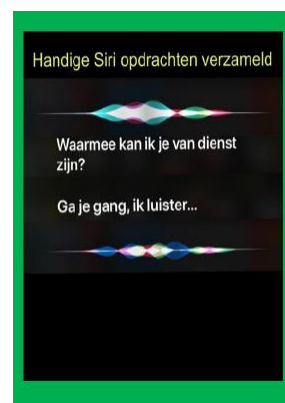 Handige Siri opdrachten verzameld
Waarmee kan ik je van dienst
zijn?
Ga je gang, ik luister...